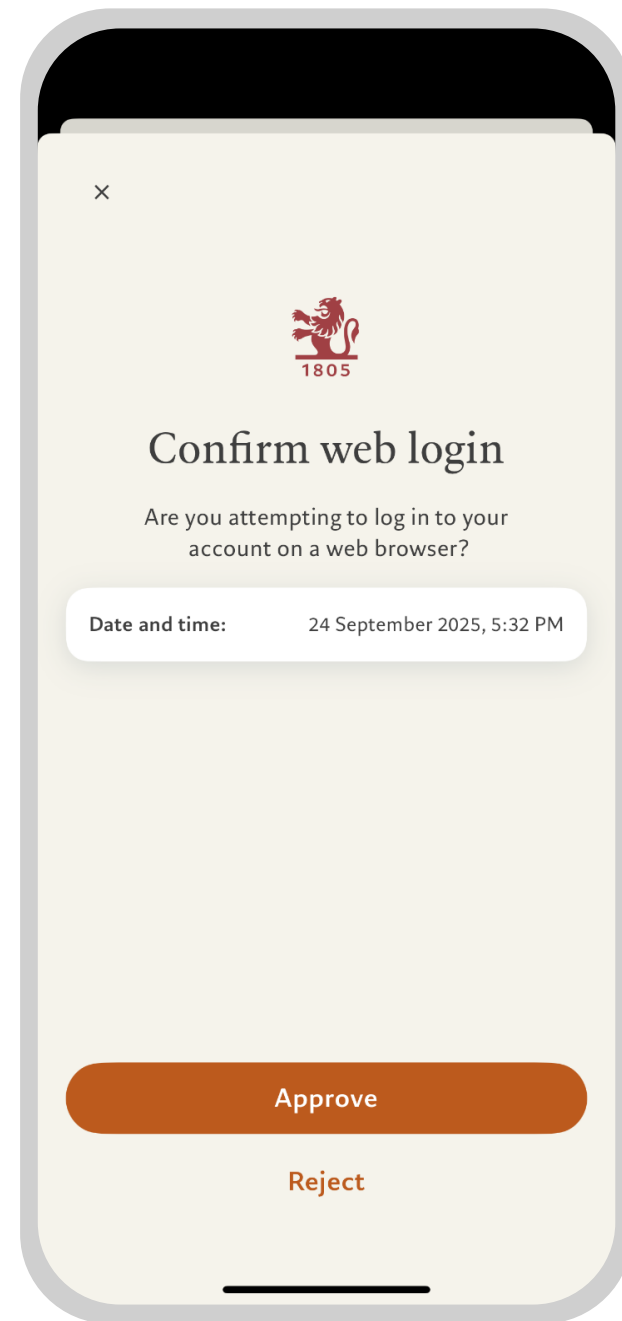 1805
Confirm web login
Are you attempting to log in to your
account on a web browser?
Date and time: 24 September 2025, 5:32 PM
Approve
Reject